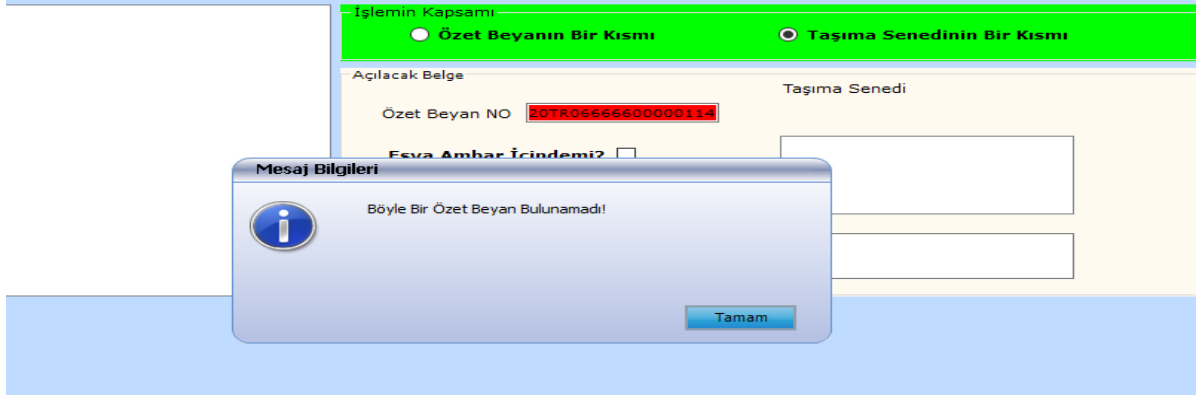 İşlemin Kapsamı
Özet Beyanın Bir Kısmı
Taşıma Senedinin Bir Kısmı
Açılacak Belge
Taşıma Senedi
Özet Beyan NO
20TR06666600000114
Eşya Ambar İçindemi?
Mesaj Bilgileri
Böyle Bir Özet Beyan Bulunamadı!
Tamam